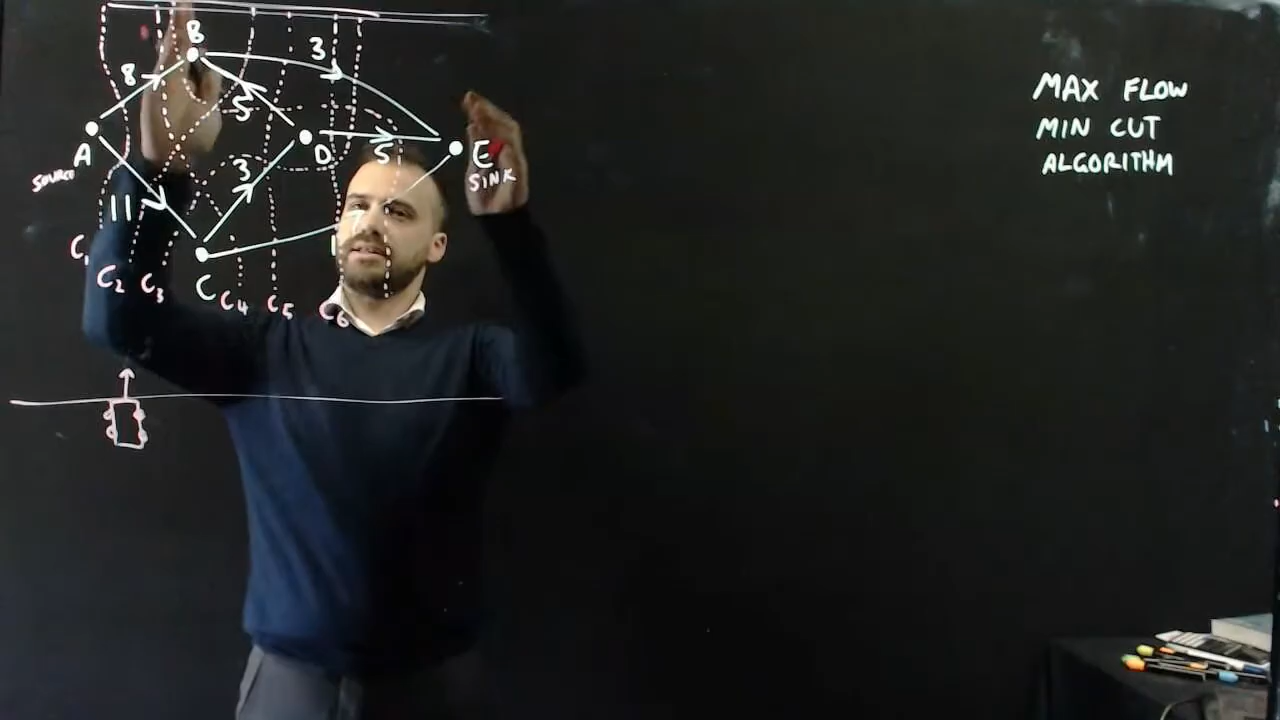 B
3
8
5
A
D
5
E
SOURCE
SINK
3
11
7
C
C₁
C₂
C₃
C₄
C₅
C₆
MAX FLOW
MIN CUT
ALGORITHM